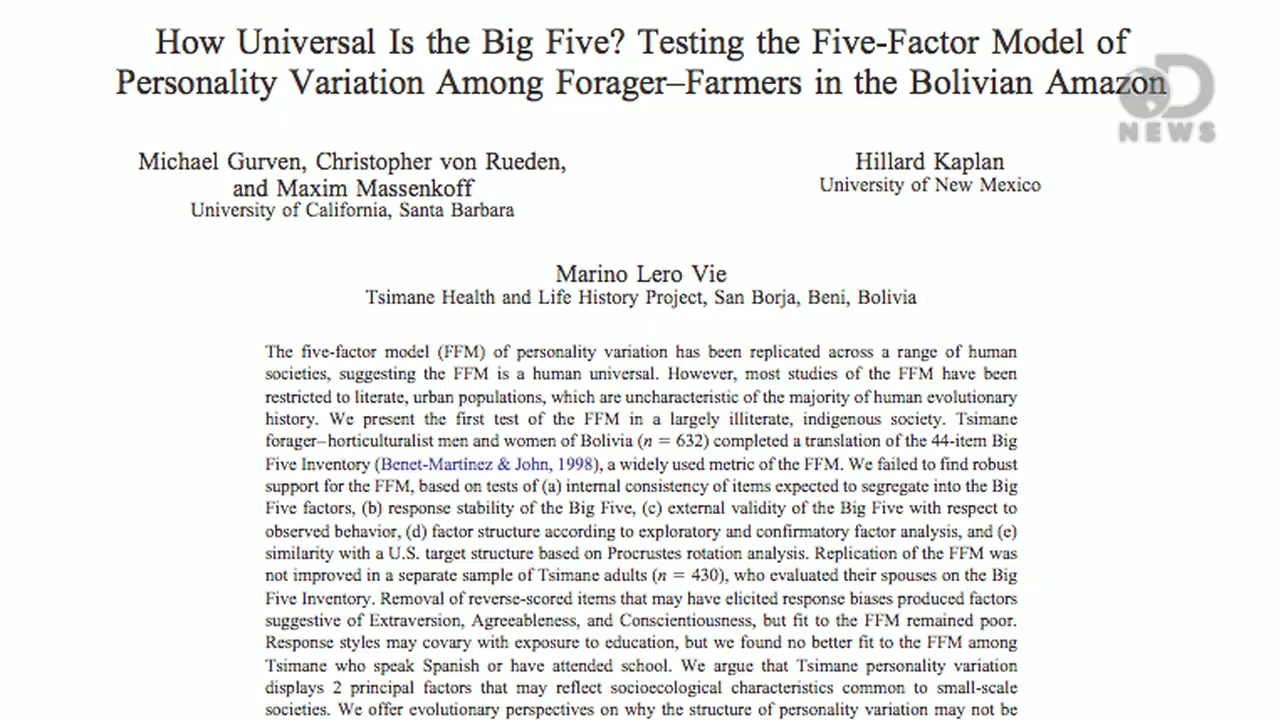 How Universal Is the Big Five? Testing the Five-Factor Model of
Personality Variation Among Forager–Farmers in the Bolivian Amazon
NEWS
Michael Gurven, Christopher von Rueden,
and Maxim Massenkoff
University of California, Santa Barbara
Hillard Kaplan
University of New Mexico
Marino Lero Vie
Tsimane Health and Life History Project, San Borja, Beni, Bolivia
The five-factor model (FFM) of personality variation has been replicated across a range of human
societies, suggesting the FFM is a human universal. However, most studies of the FFM have been
restricted to literate, urban populations, which are uncharacteristic of the majority of human evolutionary
history. We present the first test of the FFM in a largely illiterate, indigenous society. Tsimane
forager–horticulturalist men and women of Bolivia (n = 632) completed a translation of the 44-item Big
Five Inventory (Benet-Martínez & John, 1998), a widely used metric of the FFM. We failed to find robust
support for the FFM, based on tests of (a) internal consistency of items expected to segregate into the Big
Five factors, (b) response stability of the Big Five, (c) external validity of the Big Five with respect to
observed behavior, (d) factor structure according to exploratory and confirmatory factor analysis, and (e)
similarity with a U.S. target structure based on Procrustes rotation analysis. Replication of the FFM was
not improved in a separate sample of Tsimane adults (n = 430), who evaluated their spouses on the Big
Five Inventory. Removal of reverse-scored items that may have elicited response biases produced factors
suggestive of Extraversion, Agreeableness, and Conscientiousness, but fit to the FFM remained poor.
Response styles may covary with exposure to education, but we found no better fit to the FFM among
Tsimane who speak Spanish or have attended school. We argue that Tsimane personality variation
displays 2 principal factors that may reflect socioecological characteristics common to small-scale
societies. We offer evolutionary perspectives on why the structure of personality variation may not be